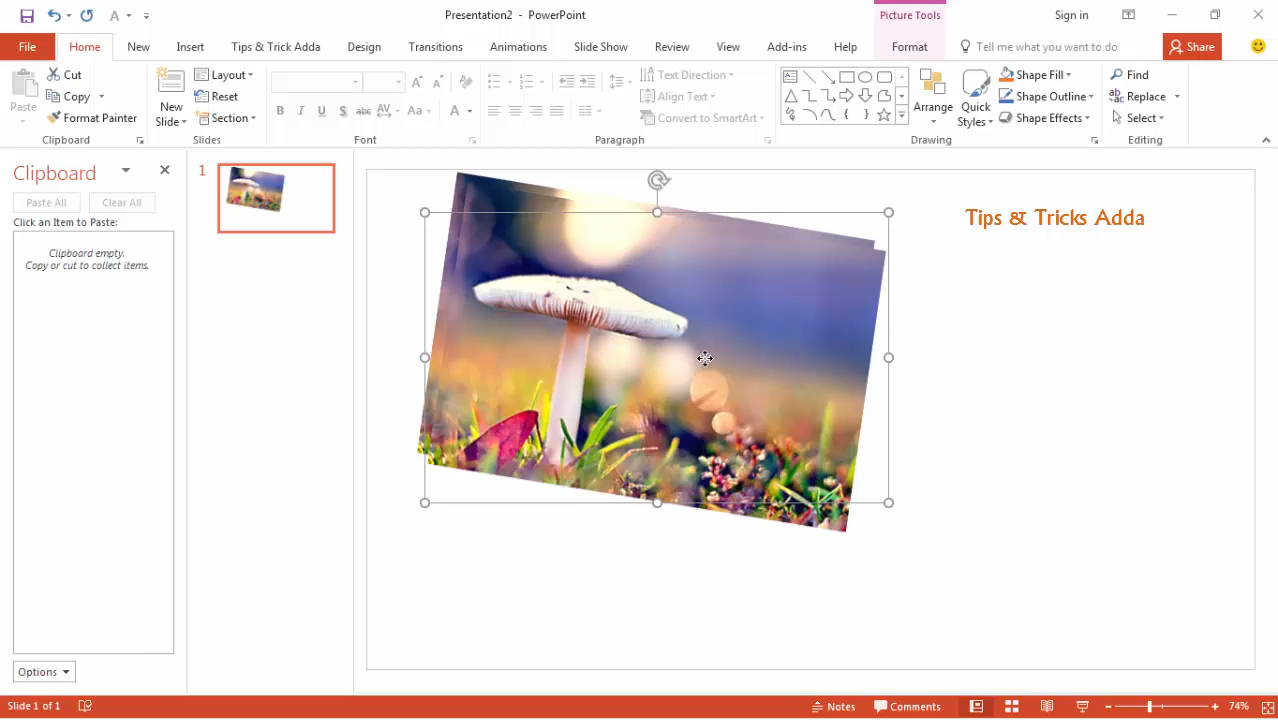 Presentation2 - PowerPoint
Picture Tools
Sign in
File
Home
New
Insert
Tips & Trick Adda
Design
Transitions
Animations
Slide Show
Review
View
Add-ins
Help
Format
Tell me what you want to do
Share
Paste
Cut
Copy
Format Painter
Clipboard
New
Slide
Layout
Reset
Section
Slides
B I U S abc AV Aa A
Font
Text Direction
Align Text
Convert to SmartArt
Paragraph
Arrange
Quick
Styles
Shape Fill
Shape Outline
Shape Effects
Drawing
Find
Replace
Select
Editing
Clipboard
Paste All
Clear All
Click an Item to Paste:
Clipboard empty.
Copy or cut to collect items.
Options
1
Tips & Tricks Adda
Slide 1 of 1
Notes
Comments
74%